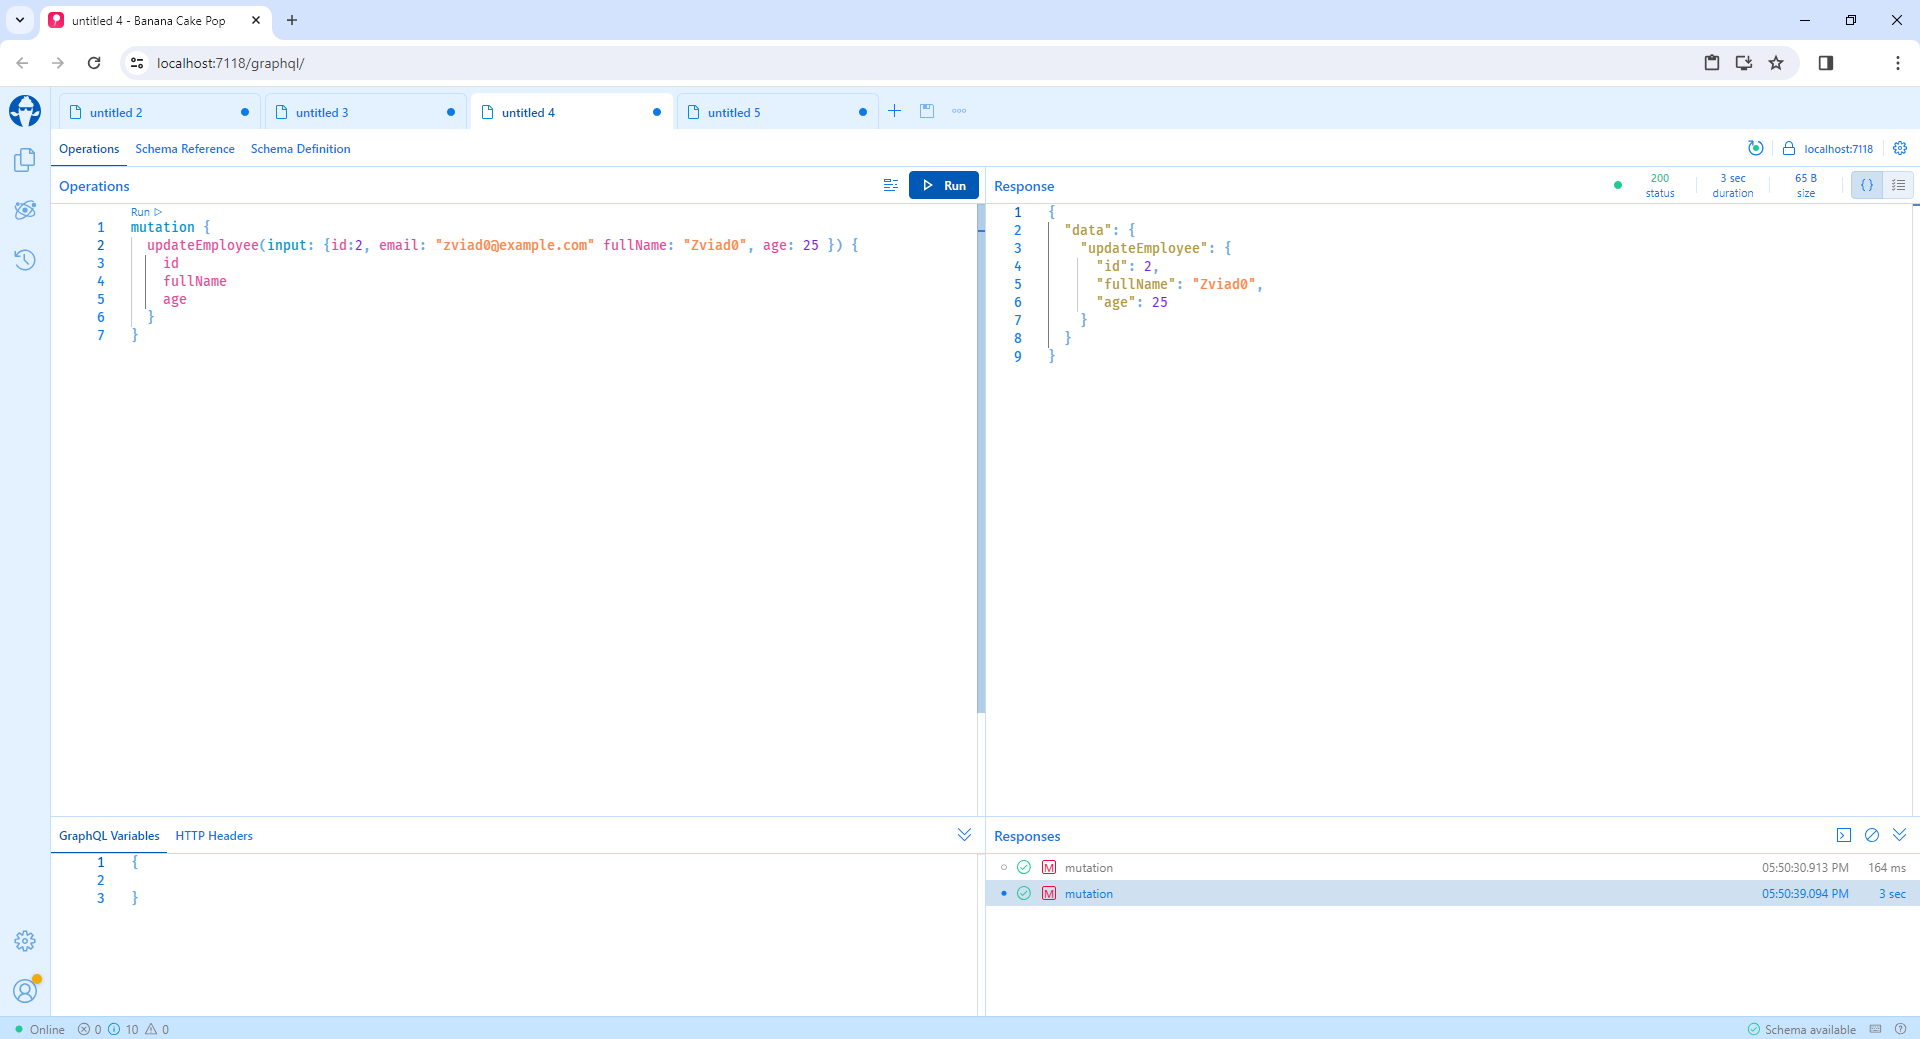 untitled 4 - Banana Cake Pop
localhost:7118/graphql/
untitled 2
untitled 3
untitled 4
untitled 5
Operations Schema Reference Schema Definition
localhost:7118
Operations
Run
Run
1 mutation {
2 updateEmployee(input: {id:2, email: "zviad0@example.com" fullName: "Zviad0", age: 25 }) {
3 id
4 fullName
5 age
6 }
7 }
Response
200 status
3 sec duration
65 B size
{ }
1 {
2 "data": {
3 "updateEmployee": {
4 "id": 2,
5 "fullName": "Zviad0",
6 "age": 25
7 }
8 }
9 }
GraphQL Variables HTTP Headers
1 {
2
3 }
Responses
M mutation 05:50:30.913 PM 164 ms
M mutation 05:50:39.094 PM 3 sec
Online 0 10 0
Schema available